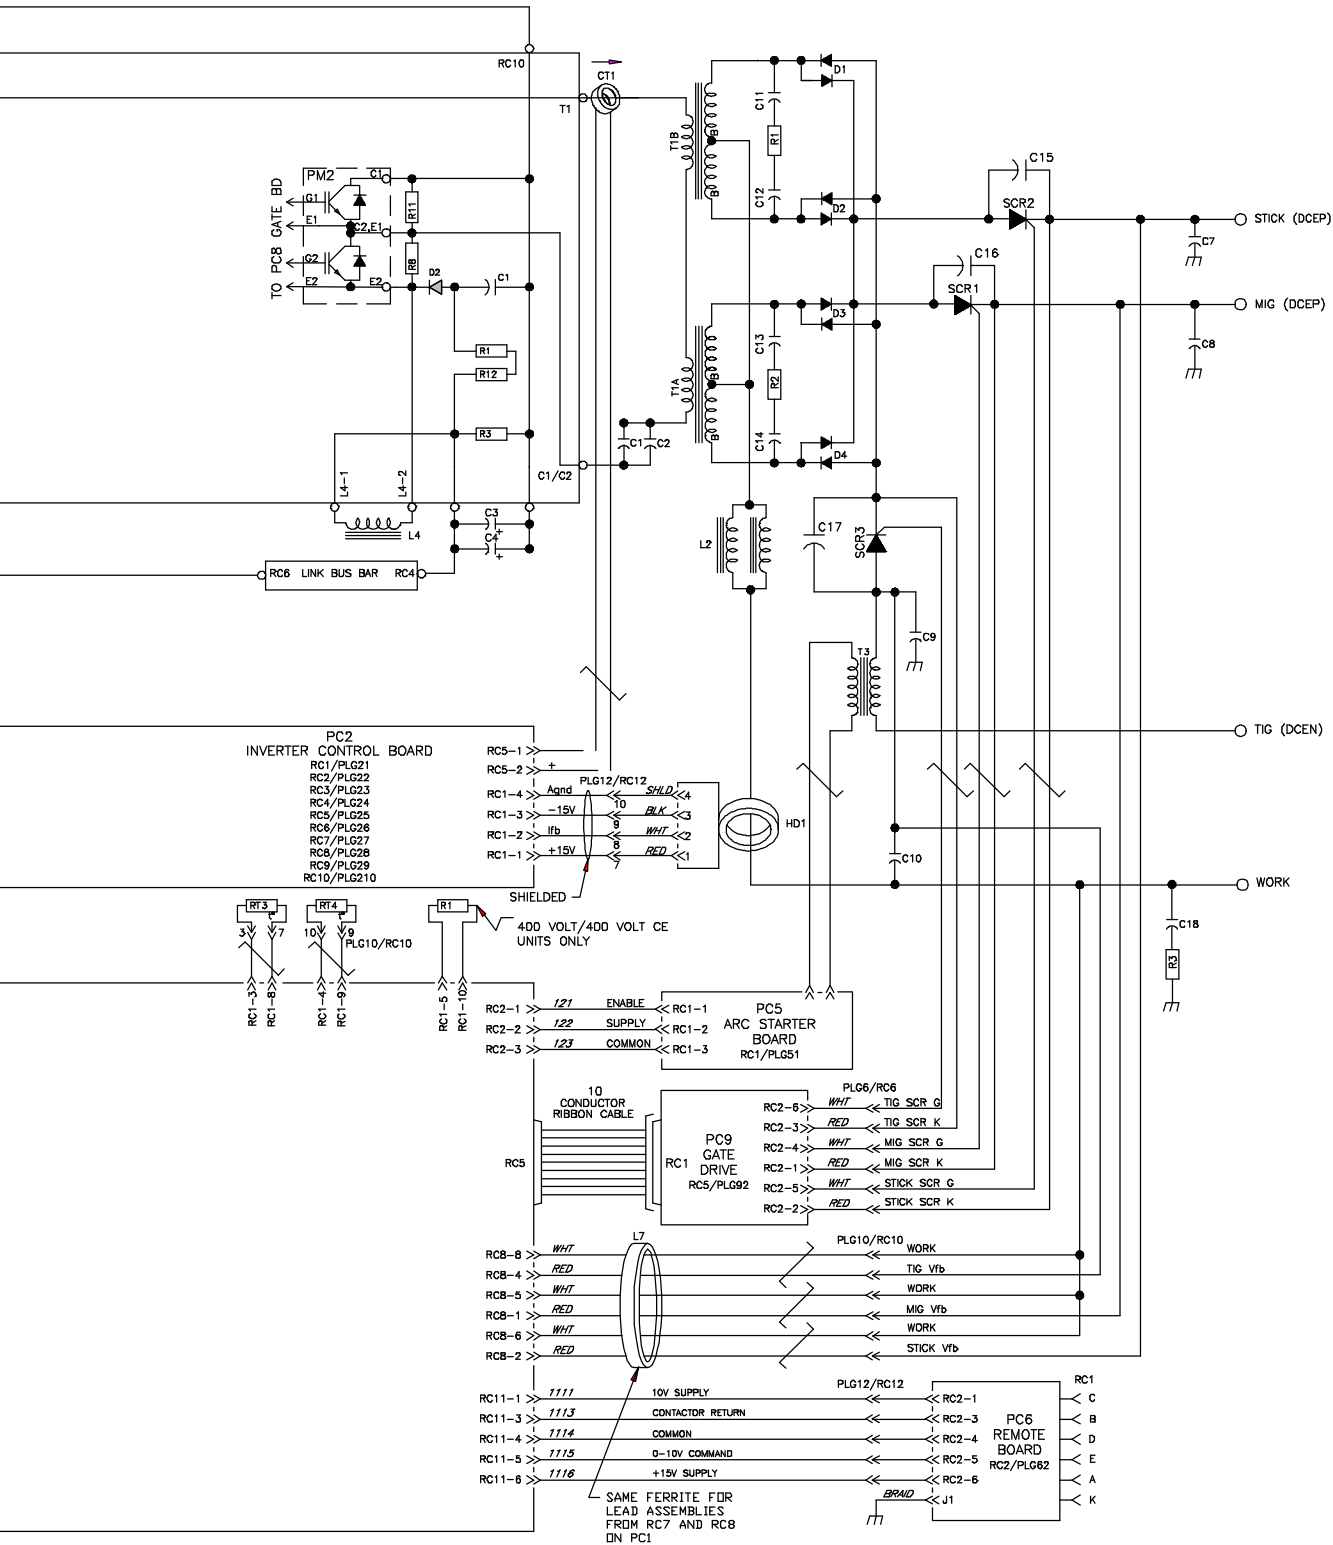 RC10
CT1
T1
D1
C11
R1
T1B
B
B
C12
D2
C15
SCR2
STICK (DCEP)
C7
PM2
C1
G1
E1
C2,E1
G2
E2
E2
TO PC8 GATE BD
R11
R8
D2
C1
C16
SCR1
MIG (DCEP)
C8
D3
C13
R2
T1A
B
B
C14
D4
R1
R12
R3
C1
C2
C1/C2
L4-1
L4-2
L4
C3
+
C4
+
RC6 LINK BUS BAR RC4
L2
C17
SCR3
C9
T3
TIG (DCEN)
PC2
INVERTER CONTROL BOARD
RC1/PLG21
RC2/PLG22
RC3/PLG23
RC4/PLG24
RC5/PLG25
RC6/PLG26
RC7/PLG27
RC8/PLG28
RC9/PLG29
RC10/PLG210
RC5-1
RC5-2 +
PLG12/RC12
RC1-4 Agnd 10 SHLD 4
RC1-3 -15V 9 BLK 3
RC1-2 Ifb 8 WHT 2
RC1-1 +15V 7 RED 1
SHIELDED
HD1
C10
WORK
C18
R3
RT3
3 7
RT4
10 9
PLG10/RC10
R1
400 VOLT/400 VOLT CE
UNITS ONLY
RC1-3
RC1-8
RC1-4
RC1-9
RC1-5
RC1-10
RC2-1 121 ENABLE RC1-1
RC2-2 122 SUPPLY RC1-2
RC2-3 123 COMMON RC1-3
PC5
ARC STARTER
BOARD
RC1/PLG51
10
CONDUCTOR
RIBBON CABLE
RC5
RC1
PC9
GATE
DRIVE
RC5/PLG92
PLG6/RC6
RC2-6 WHT TIG SCR G
RC2-3 RED TIG SCR K
RC2-4 WHT MIG SCR G
RC2-1 RED MIG SCR K
RC2-5 WHT STICK SCR G
RC2-2 RED STICK SCR K
L7
PLG10/RC10
RC8-8 WHT WORK
RC8-4 RED TIG Vfb
RC8-5 WHT WORK
RC8-1 RED MIG Vfb
RC8-6 WHT WORK
RC8-2 RED STICK Vfb
PLG12/RC12
RC1
RC11-1 1111 10V SUPPLY RC2-1 C
RC11-3 1113 CONTACTOR RETURN RC2-3 B
RC11-4 1114 COMMON RC2-4 D
RC11-5 1115 0-10V COMMAND RC2-5 E
RC11-6 1116 +15V SUPPLY RC2-6 A
BRAID J1 K
PC6
REMOTE
BOARD
RC2/PLG62
SAME FERRITE FOR
LEAD ASSEMBLIES
FROM RC7 AND RC8
ON PC1